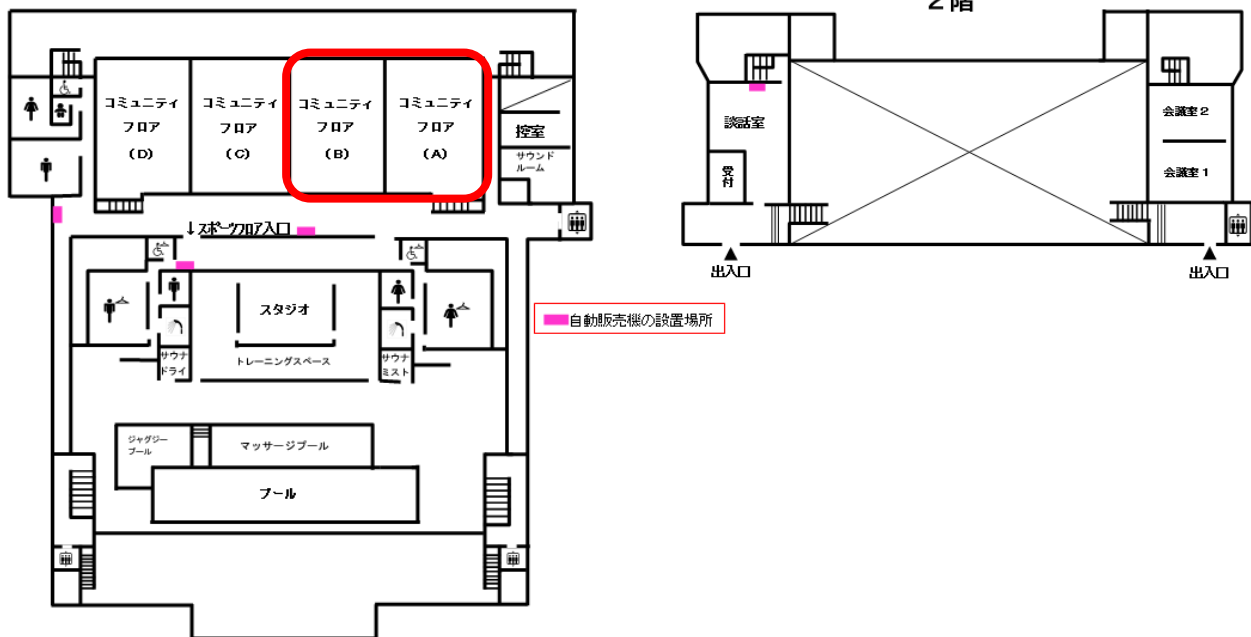 2階
コミュニティ
フロア
(D)
コミュニティ
フロア
(C)
コミュニティ
フロア
(B)
コミュニティ
フロア
(A)
控室
サウンド
ルーム
↓スポーツフロア入口
スタジオ
トレーニングスペース
サウナ
ドライ
サウナ
ミスト
ジャグジー
プール
マッサージプール
プール
談話室
受付
会議室2
会議室1
▲
出入口
▲
出入口
自動販売機の設置場所